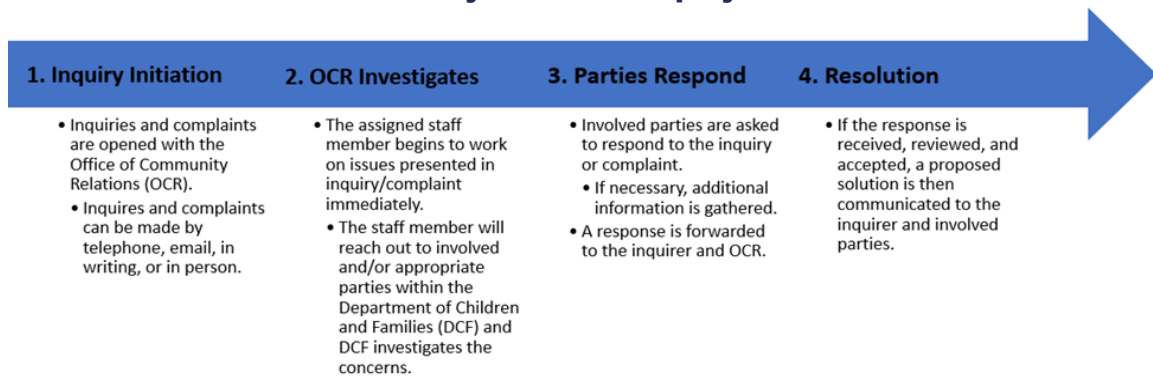 1. Inquiry Initiation
• Inquiries and complaints
are opened with the
Office of Community
Relations (OCR).
• Inquires and complaints
can be made by
telephone, email, in
writing, or in person.
2. OCR Investigates
• The assigned staff
member begins to work
on issues presented in
inquiry/complaint
immediately.
• The staff member will
reach out to involved
and/or appropriate
parties within the
Department of Children
and Families (DCF) and
DCF investigates the
concerns.
3. Parties Respond
• Involved parties are asked
to respond to the inquiry
or complaint.
• If necessary, additional
information is gathered.
• A response is forwarded
to the inquirer and OCR.
4. Resolution
• If the response is
received, reviewed, and
accepted, a proposed
solution is then
communicated to the
inquirer and involved
parties.